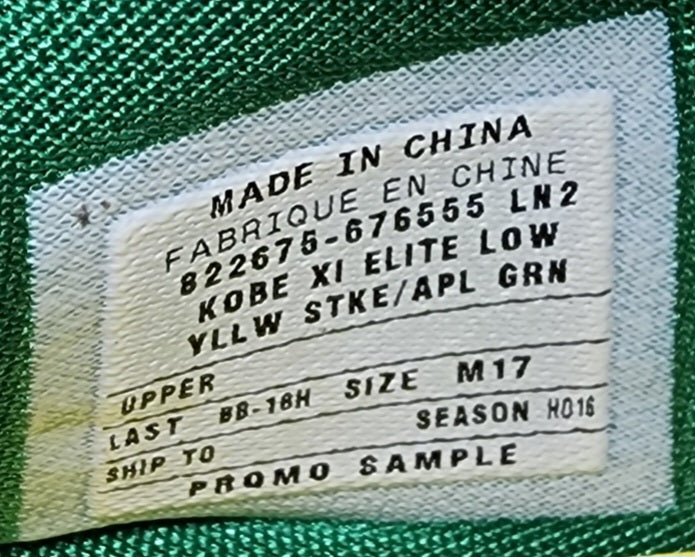 MADE IN CHINA
FABRIQUE EN CHINE
822675-676555 LN2
KOBE XI ELITE LOW
YLLW STKE/APL GRN
UPPER
LAST BB-16H SIZE M17
SHIP TO SEASON HO16
PROMO SAMPLE